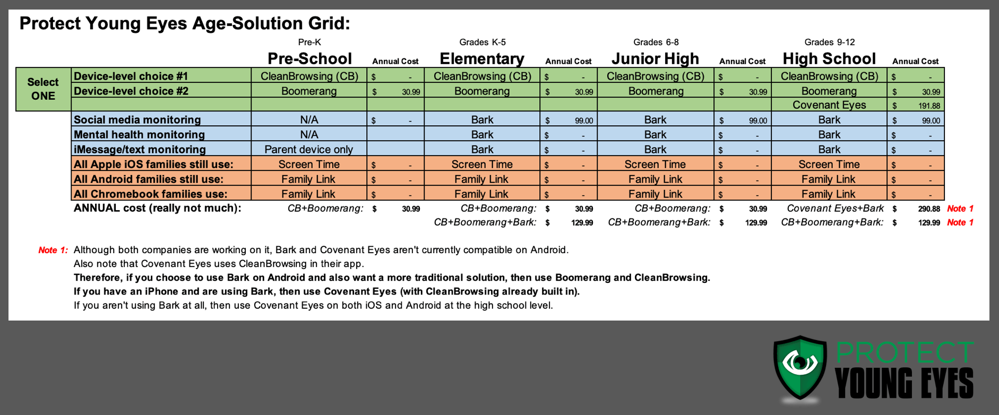 Protect Young Eyes Age-Solution Grid:
Pre-K Grades K-5 Grades 6-8 Grades 9-12
Pre-School Annual Cost Elementary Annual Cost Junior High Annual Cost High School Annual Cost
Select ONE
Device-level choice #1 CleanBrowsing (CB) $ - CleanBrowsing (CB) $ - CleanBrowsing (CB) $ - CleanBrowsing (CB) $ -
Device-level choice #2 Boomerang $ 30.99 Boomerang $ 30.99 Boomerang $ 30.99 Boomerang $ 30.99
Covenant Eyes $ 191.88
Social media monitoring N/A $ - Bark $ 99.00 Bark $ 99.00 Bark $ 99.00
Mental health monitoring N/A Bark $ - Bark $ - Bark $ -
iMessage/text monitoring Parent device only Bark $ - Bark $ - Bark $ -
All Apple iOS families still use: Screen Time $ - Screen Time $ - Screen Time $ - Screen Time $ -
All Android families still use: Family Link $ - Family Link $ - Family Link $ - Family Link $ -
All Chromebook families use: Family Link $ - Family Link $ - Family Link $ - Family Link $ -
ANNUAL cost (really not much): CB+Boomerang: $ 30.99 CB+Boomerang: $ 30.99 CB+Boomerang: $ 30.99 Covenant Eyes+Bark $ 290.88 Note 1
CB+Boomerang+Bark: $ 129.99 CB+Boomerang+Bark: $ 129.99 CB+Boomerang+Bark: $ 129.99 Note 1
Note 1: Although both companies are working on it, Bark and Covenant Eyes aren't currently compatible on Android.
Also note that Covenant Eyes uses CleanBrowsing in their app.
Therefore, if you choose to use Bark on Android and also want a more traditional solution, then use Boomerang and CleanBrowsing.
If you have an iPhone and are using Bark, then use Covenant Eyes (with CleanBrowsing already built in).
If you aren't using Bark at all, then use Covenant Eyes on both iOS and Android at the high school level.
PROTECT
YOUNG EYES